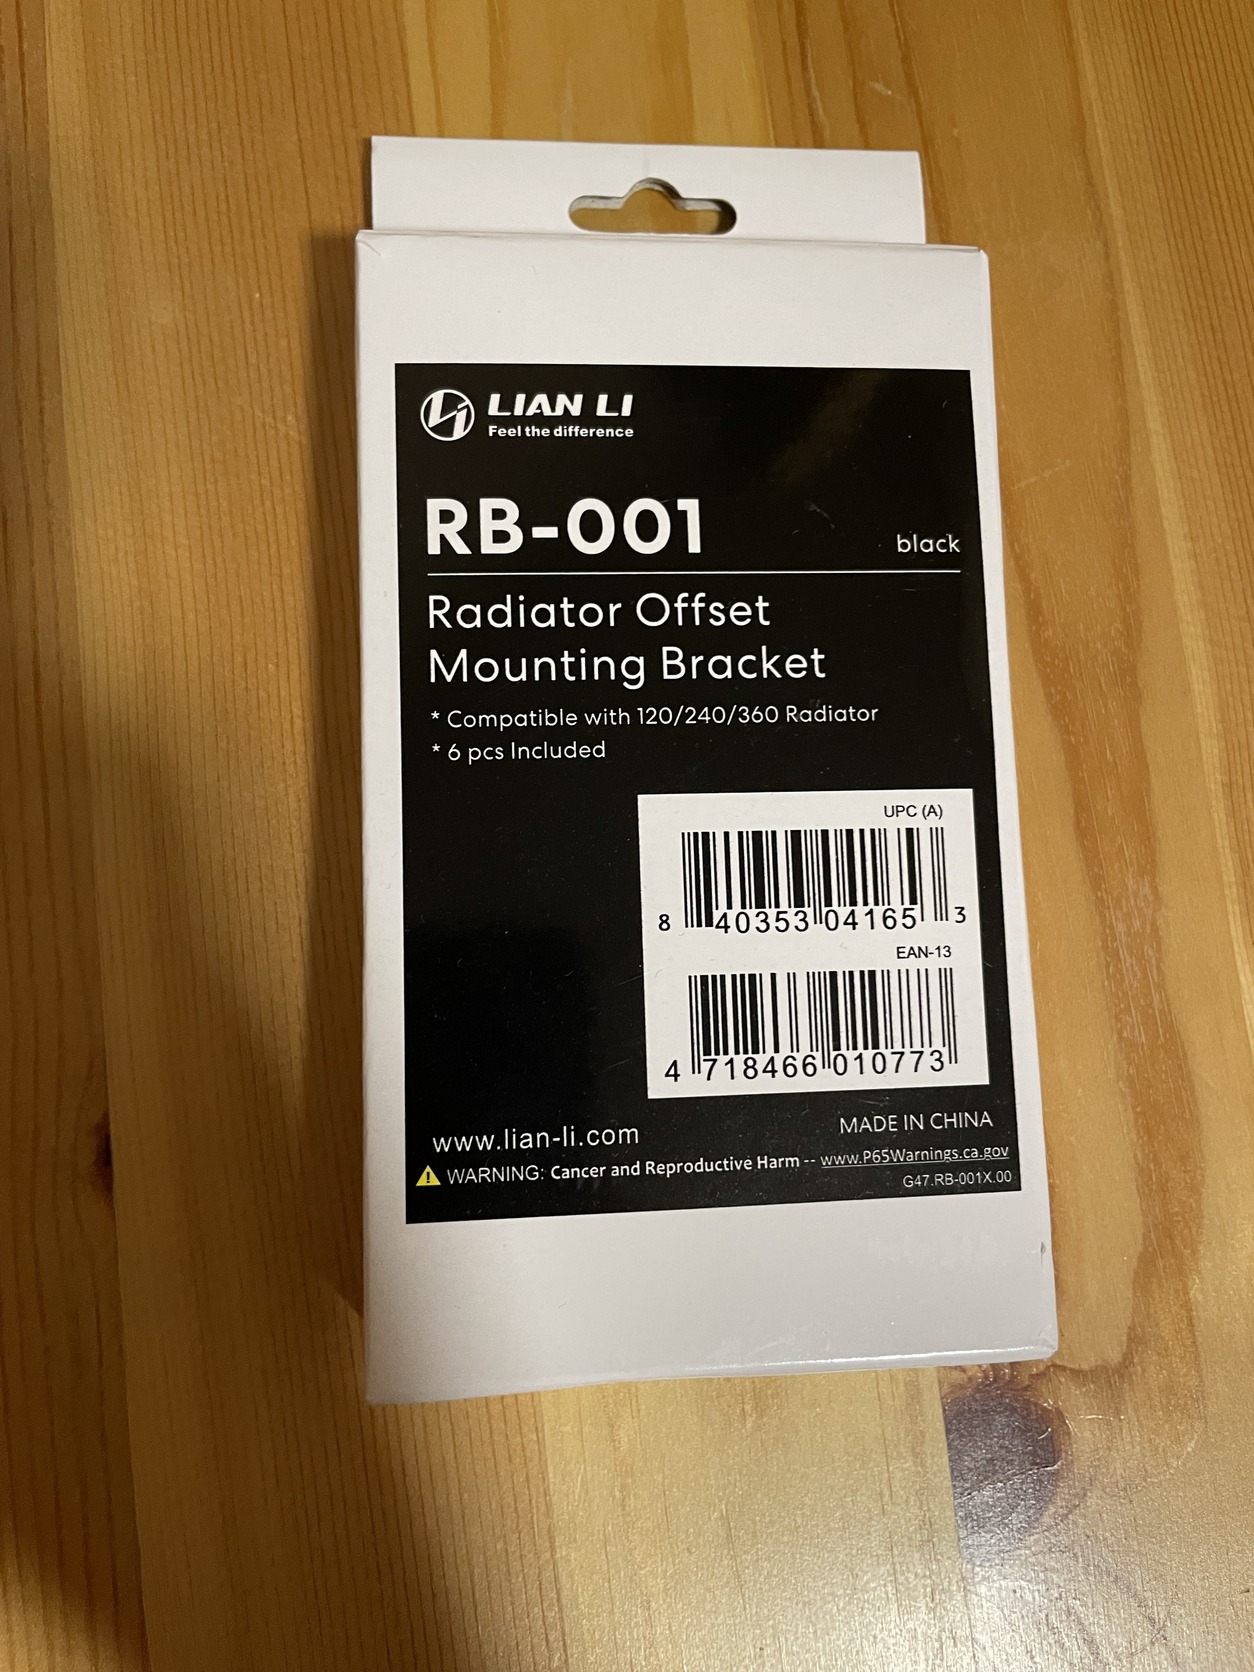 LIAN LI
Feel the difference
RB-001
black
Radiator Offset
Mounting Bracket
* Compatible with 120/240/360 Radiator
* 6 pcs Included
UPC (A)
8 40353 04165 3
EAN-13
4 718466 010773
www.lian-li.com
MADE IN CHINA
WARNING: Cancer and Reproductive Harm -- www.P65Warnings.ca.gov
G47.RB-001X.00